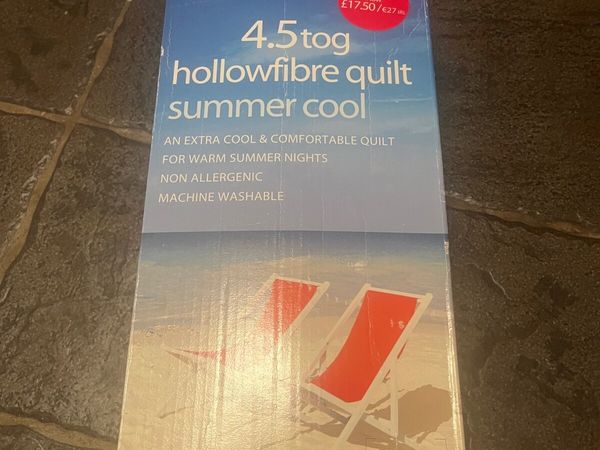 £17.50/€27
4.5tog
hollowfibre quilt
summer cool
AN EXTRA COOL & COMFORTABLE QUILT
FOR WARM SUMMER NIGHTS
NON ALLERGENIC
MACHINE WASHABLE